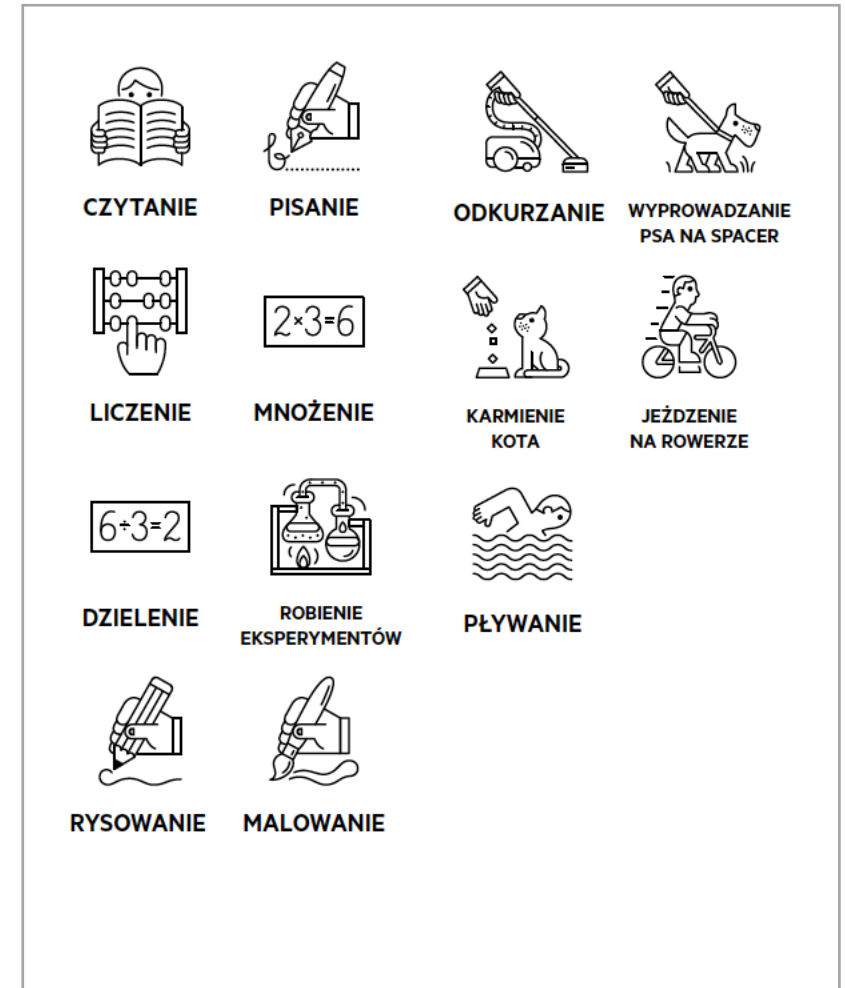 CZYTANIE
PISANIE
ODKURZANIE
WYPROWADZANIE
PSA NA SPACER
2×3=6
LICZENIE
MNOŻENIE
KARMIENIE
KOTA
JEŻDZENIE
NA ROWERZE
6÷3=2
DZIELENIE
ROBIENIE
EKSPERYMENTÓW
PŁYWANIE
RYSOWANIE
MALOWANIE